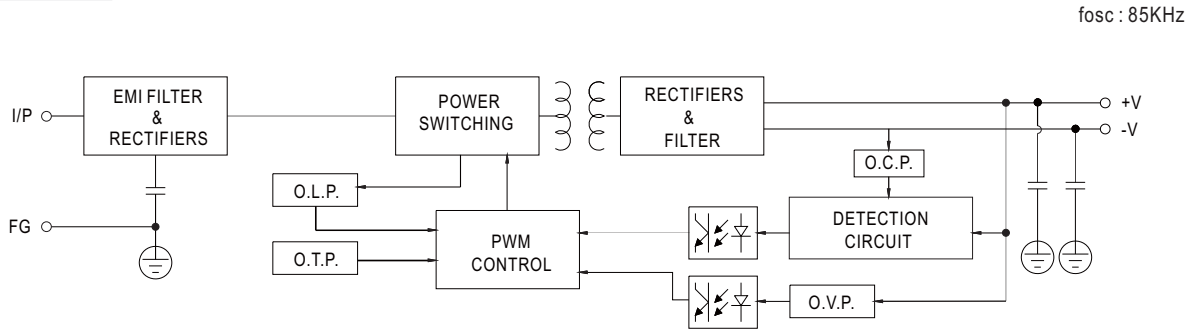 fosc : 85KHz
I/P
EMI FILTER
&
RECTIFIERS
POWER
SWITCHING
RECTIFIERS
&
FILTER
+V
-V
O.C.P.
O.L.P.
FG
PWM
CONTROL
DETECTION
CIRCUIT
O.T.P.
O.V.P.